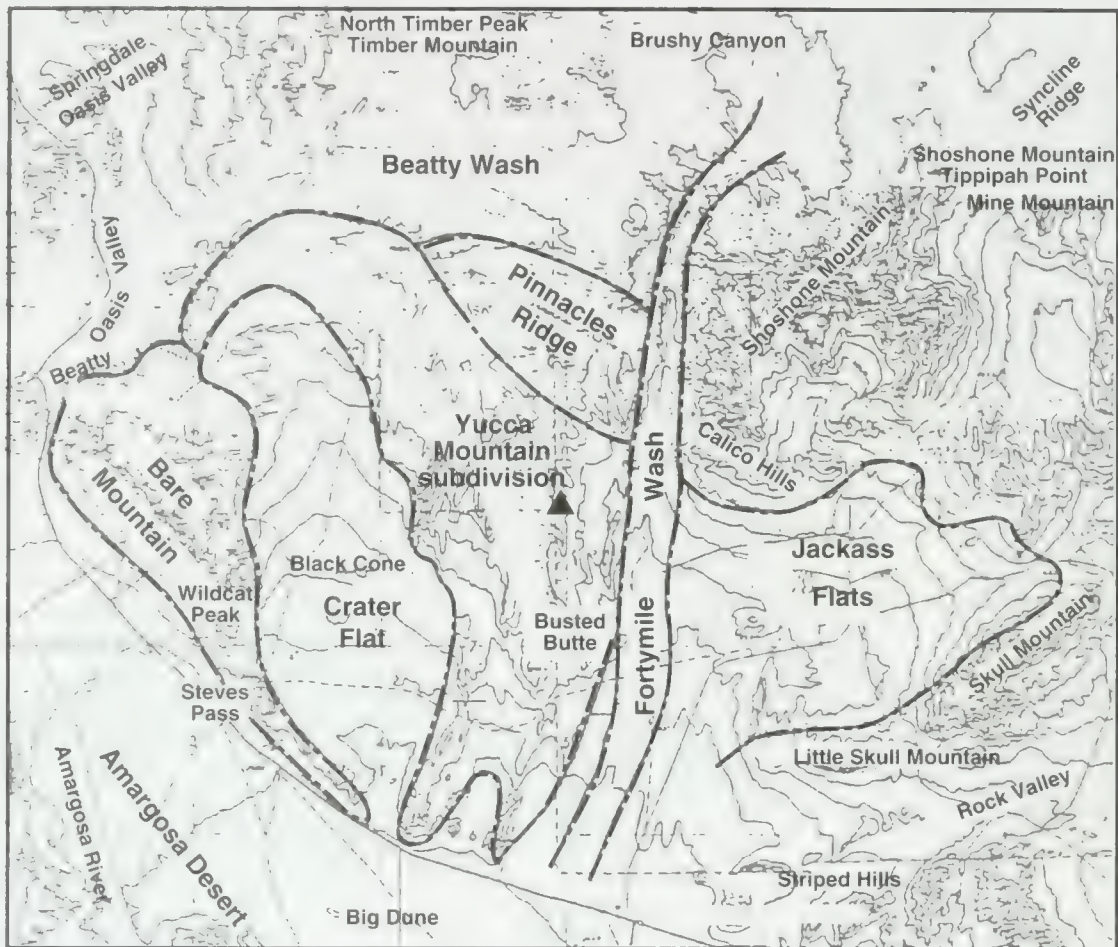 North Timber Peak
Timber Mountain
Brushy Canyon
Springdale
Oasis Valley
Syncline
Ridge
Beatty Wash
Shoshone Mountain
Tippipah Point
Mine Mountain
Oasis Valley
Pinnacles
Ridge
Shoshone Mountain
Beatty
Yucca
Mountain
subdivision
Calico Hills
Bare
Mountain
Fortymile Wash
Jackass
Flats
Black Cone
Wildcat
Peak
Crater
Flat
Busted
Butte
Skull Mountain
Steves
Pass
Little Skull Mountain
Rock Valley
Amargosa River
Amargosa Desert
Striped Hills
Big Dune